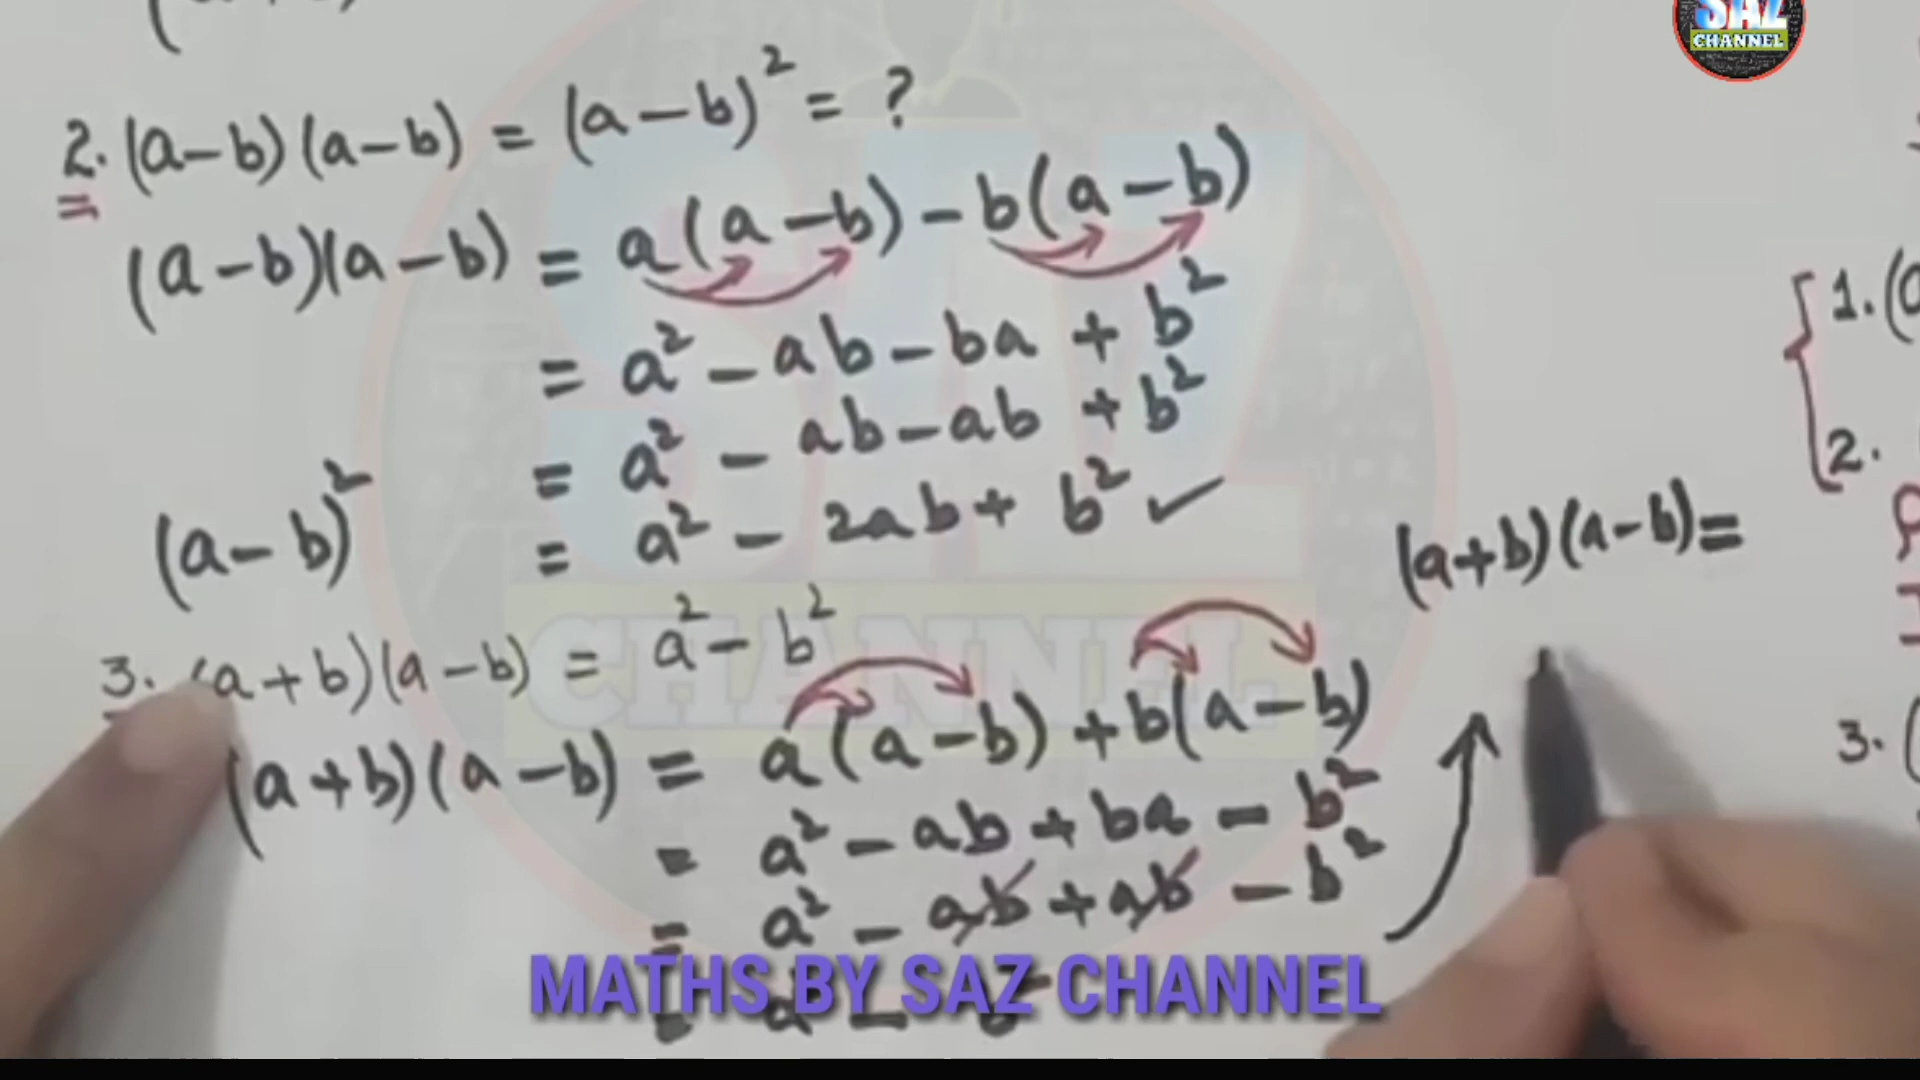 SAZ
CHANNEL
2. (a-b)(a-b) = (a-b)² = ?
(a-b)(a-b) = a(a-b) - b(a-b)
= a² - ab - ba + b²
= a² - ab - ab + b²
(a-b)² = a² - 2ab + b² ✓
3. (a+b)(a-b) = a² - b²
(a+b)(a-b) = a(a-b) + b(a-b)
= a² - ab + ba - b²
= a² - ab + ab - b²
(a+b)(a-b)=
1. (
2.
3. (
CHANNEL
MATHS BY SAZ CHANNEL